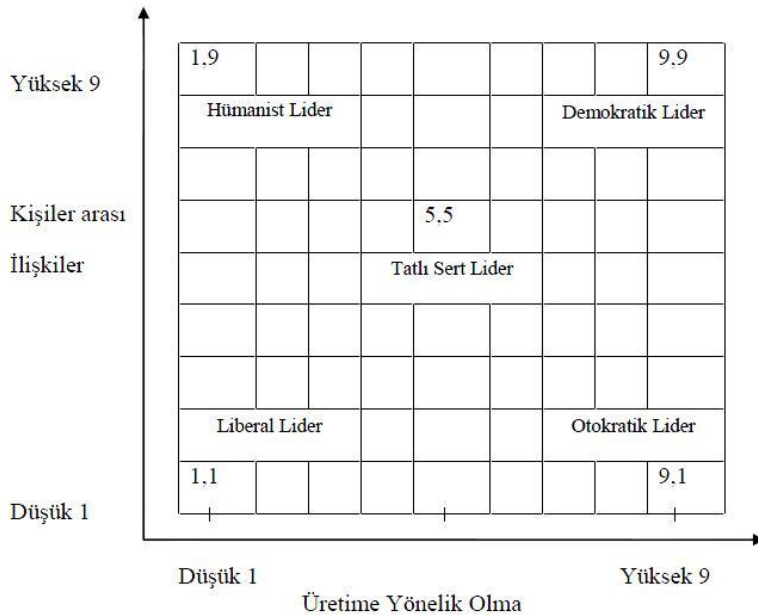 1,9 9,9
Yüksek 9
Hümanist Lider Demokratik Lider
Kişiler arası 5,5
İlişkiler Tatlı Sert Lider
Liberal Lider Otokratik Lider
1,1 9,1
Düşük 1
Düşük 1 Yüksek 9
Üretime Yönelik Olma